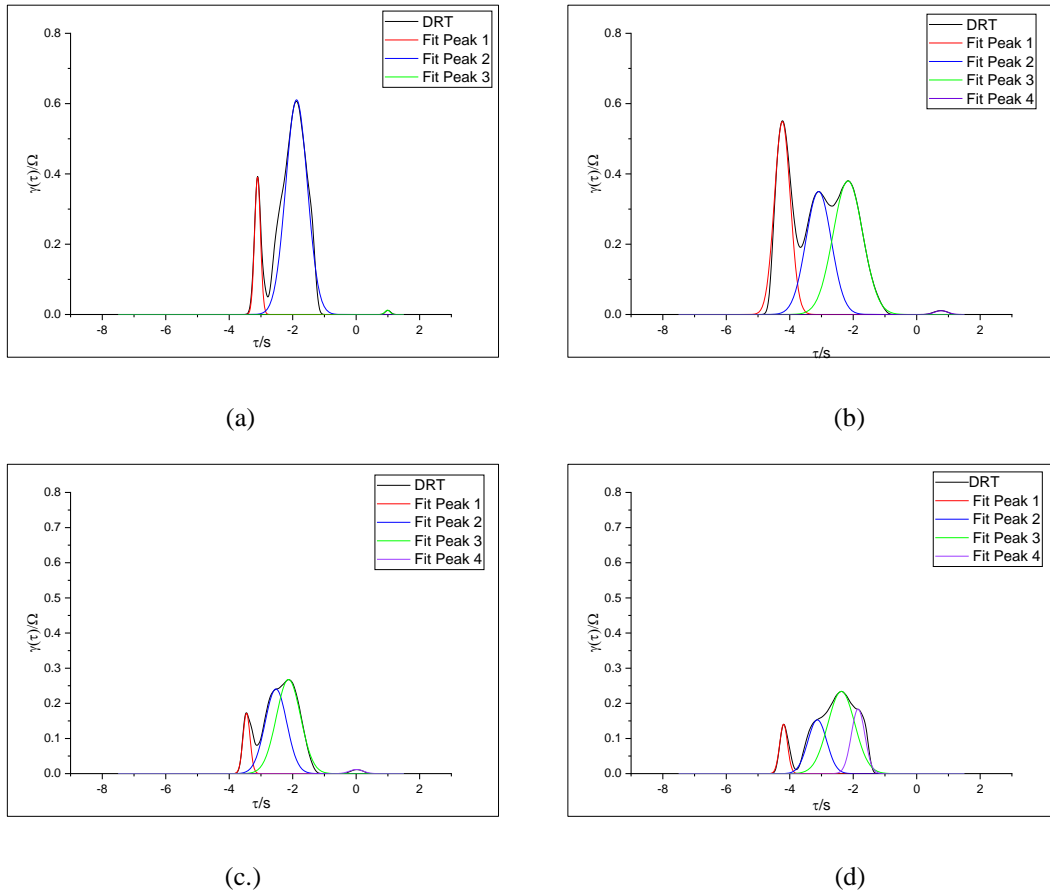 DRT
Fit Peak 1
Fit Peak 2
Fit Peak 3
0.8
0.6
0.4
0.2
0.0
γ(τ)/Ω
-8 -6 -4 -2 0 2
τ/s
(a)
DRT
Fit Peak 1
Fit Peak 2
Fit Peak 3
Fit Peak 4
0.8
0.6
0.4
0.2
0.0
γ(τ)/Ω
-8 -6 -4 -2 0 2
τ/s
(b)
DRT
Fit Peak 1
Fit Peak 2
Fit Peak 3
Fit Peak 4
0.8
0.7
0.6
0.5
0.4
0.3
0.2
0.1
0.0
γ(τ)/Ω
-8 -6 -4 -2 0 2
τ/s
(c.)
DRT
Fit Peak 1
Fit Peak 2
Fit Peak 3
Fit Peak 4
0.8
0.7
0.6
0.5
0.4
0.3
0.2
0.1
0.0
γ(τ)/Ω
-8 -6 -4 -2 0 2
τ/s
(d)